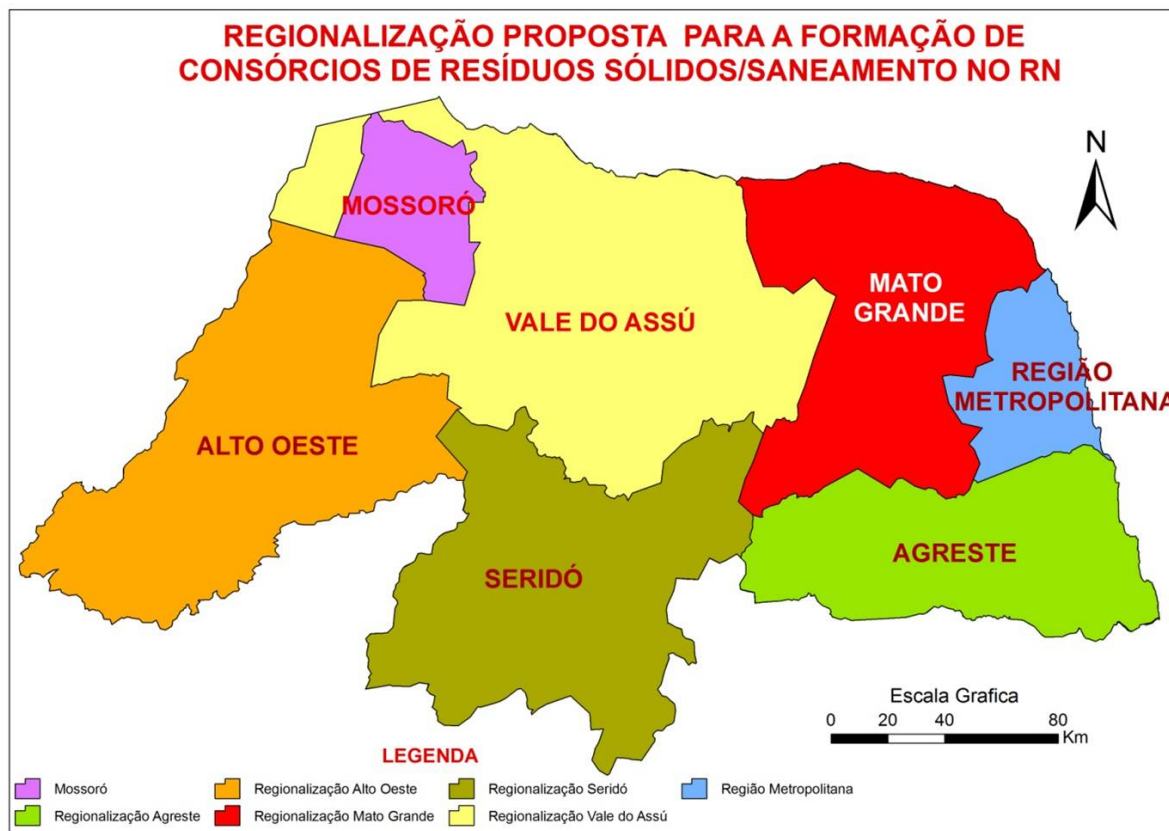 REGIONALIZAÇÃO PROPOSTA PARA A FORMAÇÃO DE
CONSÓRCIOS DE RESÍDUOS SÓLIDOS/SANEAMENTO NO RN
N
MOSSORÓ
VALE DO ASSÚ
MATO
GRANDE
REGIÃO
METROPOLITANA
ALTO OESTE
SERIDÓ
AGRESTE
Escala Grafica
0 20 40 80
Km
LEGENDA
Mossoró
Regionalização Alto Oeste
Regionalização Seridó
Região Metropolitana
Regionalização Agreste
Regionalização Mato Grande
Regionalização Vale do Assú